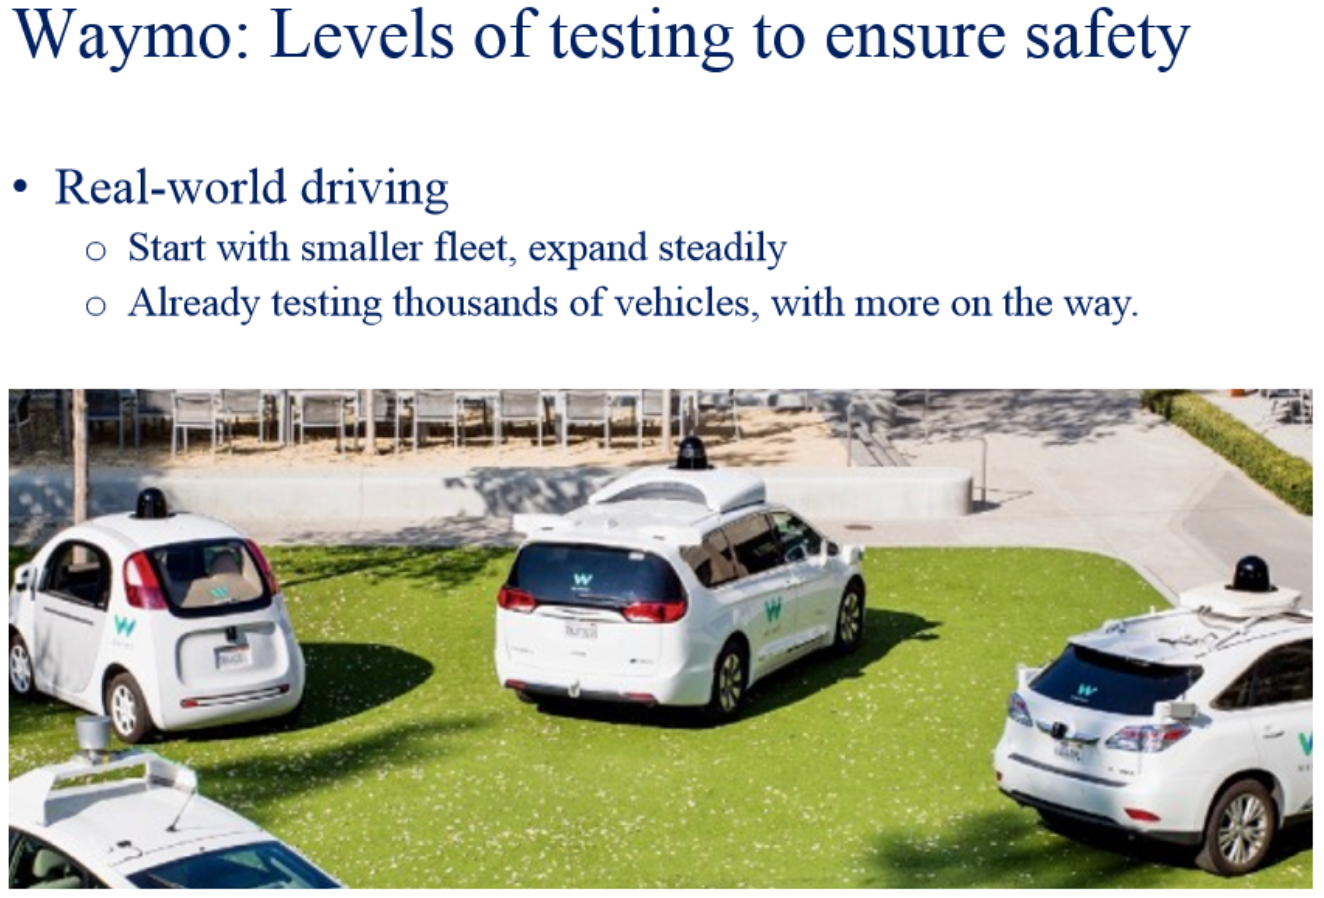 Waymo: Levels of testing to ensure safety
• Real-world driving
o Start with smaller fleet, expand steadily
o Already testing thousands of vehicles, with more on the way.